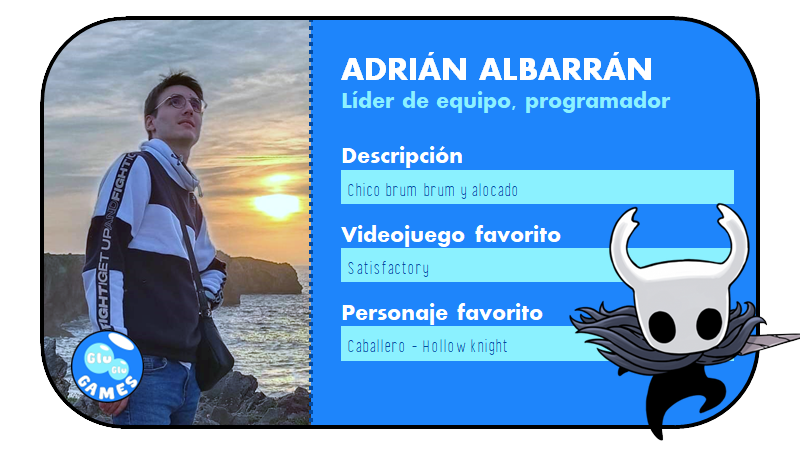 ADRIÁN ALBARRÁN
Líder de equipo, programador
Descripción
Chico brum brum y alocado
Videojuego favorito
Satisfactory
Personaje favorito
Caballero - Hollow knight
FIGHT!GET UP AND FIGHT
Glu
Glu
GAMES